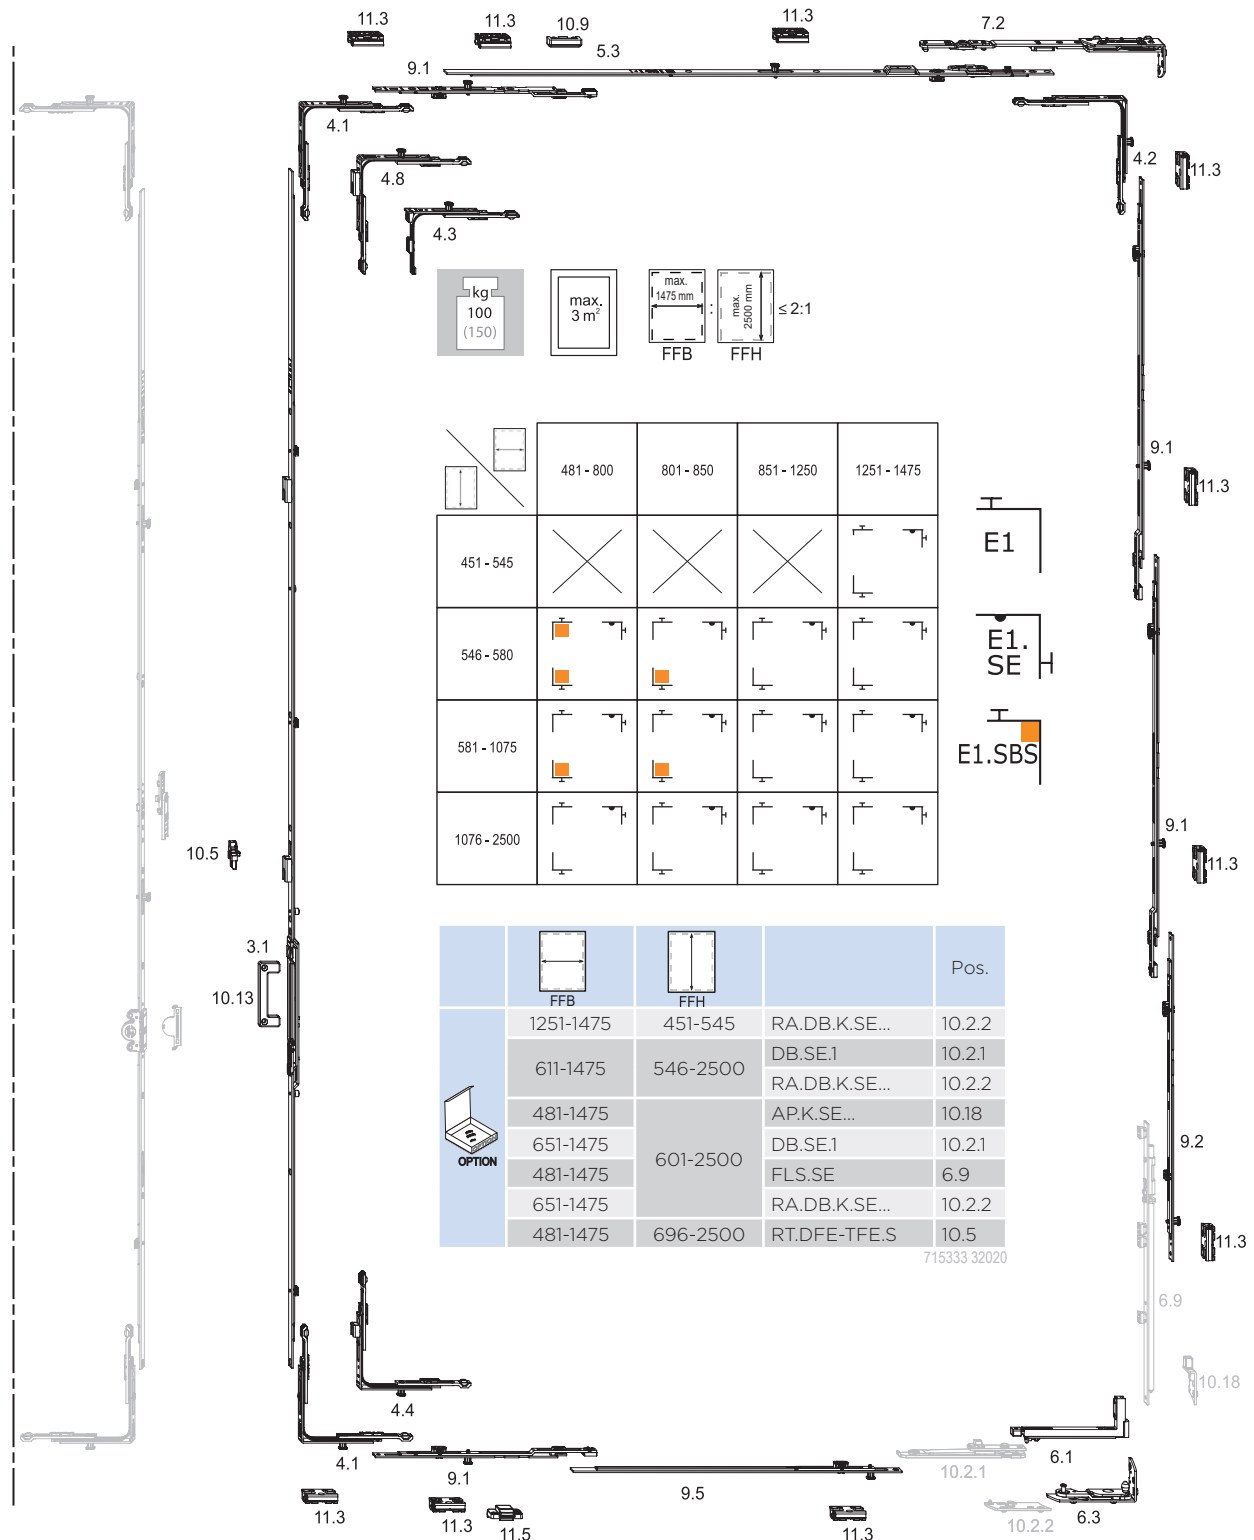 11.3
11.3
10.9
11.3
7.2
5.3
9.1
4.1
4.2
11.3
4.8
4.3
kg
100
(150)
max.
3 m²
max.
1475 mm
FFB
:
max.
2500 mm
FFH
≤ 2:1
481 - 800
801 - 850
851 - 1250
1251 - 1475
451 - 545
546 - 580
581 - 1075
1076 - 2500
E1
E1.
SE
E1.SBS
9.1
11.3
9.1
11.3
10.5
3.1
10.13
FFB
FFH
Pos.
OPTION
1251-1475 451-545 RA.DB.K.SE... 10.2.2
611-1475 546-2500 DB.SE.1 10.2.1
RA.DB.K.SE... 10.2.2
481-1475 601-2500 AP.K.SE... 10.18
651-1475 DB.SE.1 10.2.1
481-1475 FLS.SE 6.9
651-1475 RA.DB.K.SE... 10.2.2
481-1475 696-2500 RT.DFE-TFE.S 10.5
715333 32020
9.2
11.3
6.9
10.18
4.4
4.1
9.1
9.5
10.2.1
6.1
11.3
11.3
11.5
11.3
10.2.2
6.3